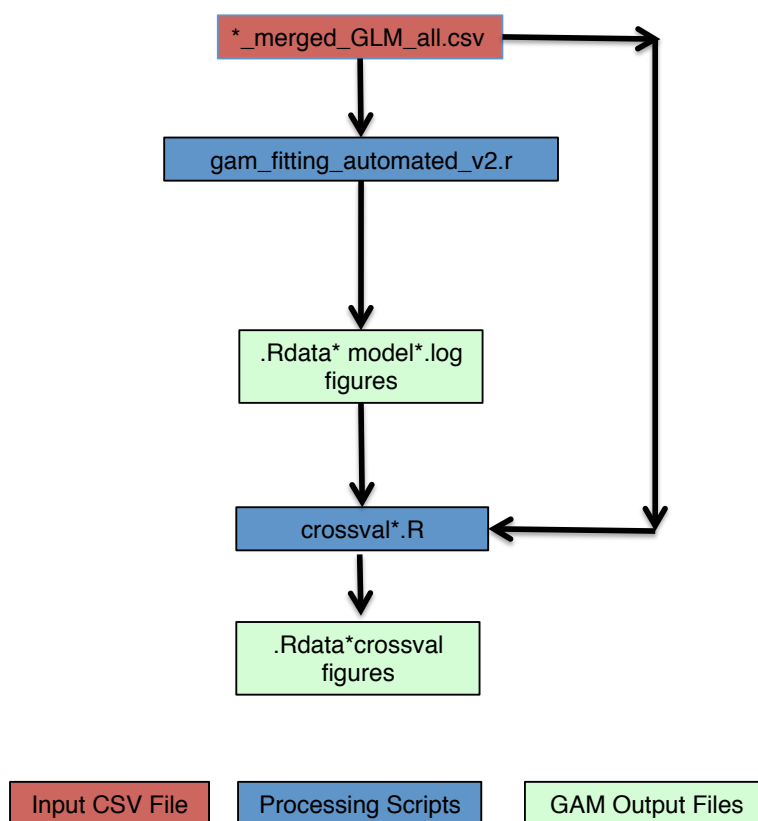 *_merged_GLM_all.csv
gam_fitting_automated_v2.r
.Rdata* model*.log
figures
crossval*.R
.Rdata*crossval
figures
Input CSV File
Processing Scripts
GAM Output Files